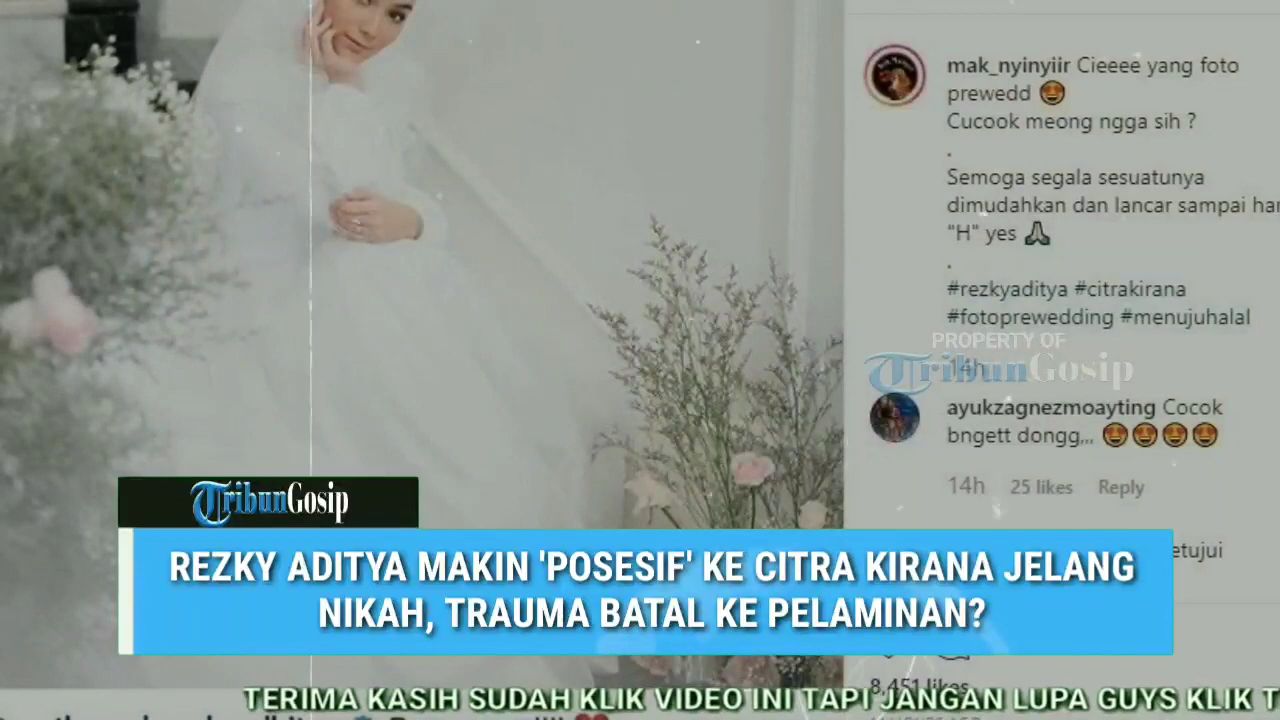 mak_nyinyiir Cieeee yang foto
prewedd 😍
Cucook meong ngga sih ?
.
Semoga segala sesuatunya
dimudahkan dan lancar sampai har
"H" yes 🙏
.
#rezkyaditya #citrakirana
#fotoprewedding #menujuhalal
PROPERTY OF
TribunGosip
14h
ayukzagnezmoayting Cocok
bngett dongg,,, 😍😍😍😍
14h 25 likes Reply
etujui
TribunGosip
REZKY ADITYA MAKIN 'POSESIF' KE CITRA KIRANA JELANG
NIKAH, TRAUMA BATAL KE PELAMINAN?
8,451 likes
TERIMA KASIH SUDAH KLIK VIDEO INI TAPI JANGAN LUPA GUYS KLIK T